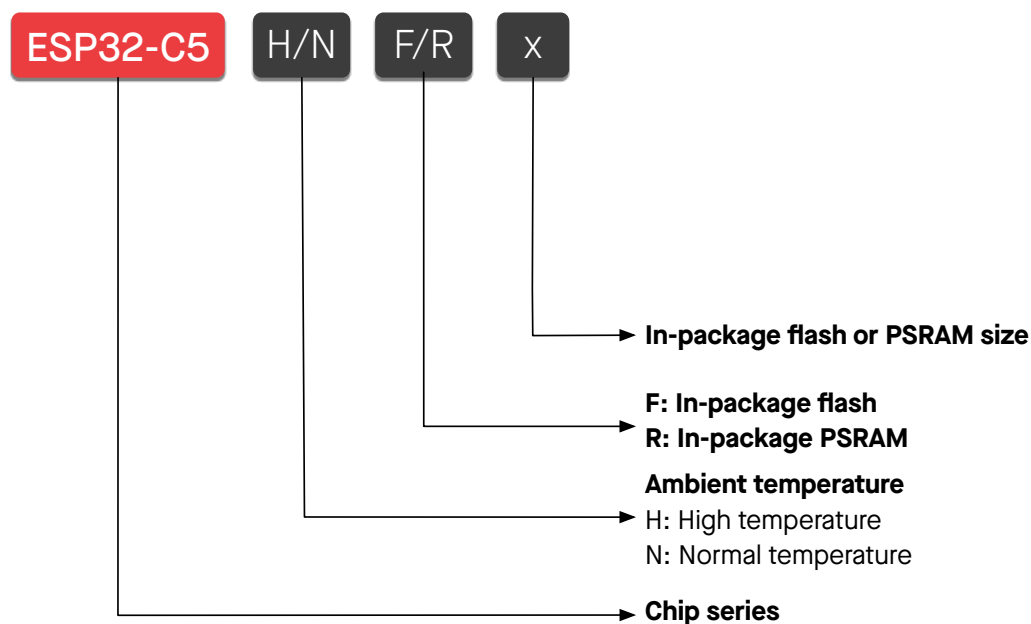 ESP32-C5 H/N F/R x
In-package flash or PSRAM size
F: In-package flash
R: In-package PSRAM
Ambient temperature
H: High temperature
N: Normal temperature
Chip series